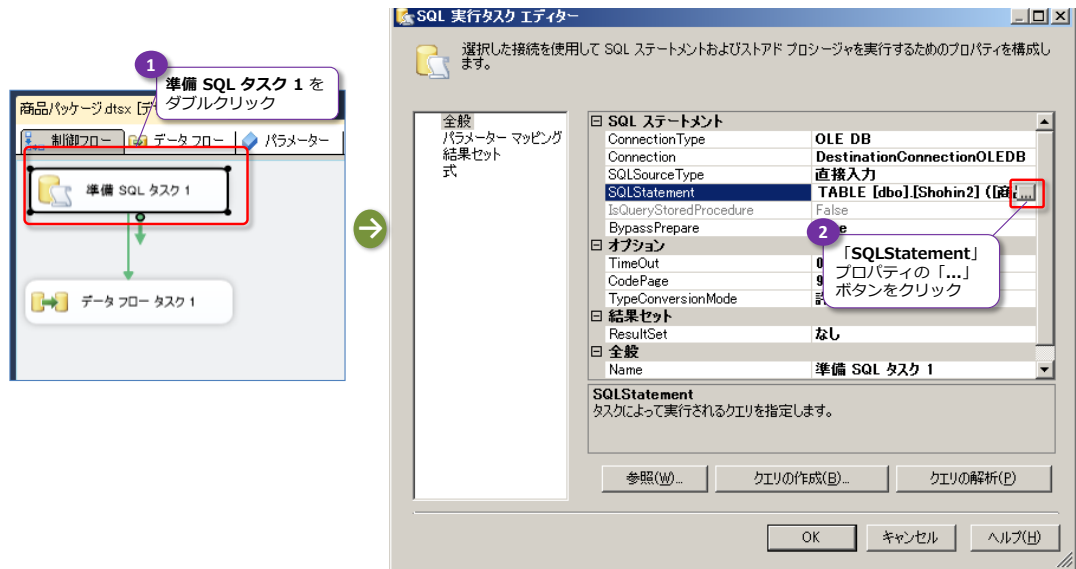 1
準備 SQL タスク 1 を
ダブルクリック
商品パッケージ.dtsx [デ
制御フロー
データ フロー
パラメーター
準備 SQL タスク 1
データ フロー タスク 1
SQL 実行タスク エディター
選択した接続を使用して SQL ステートメントおよびストアド プロシージャを実行するためのプロパティを構成し
ます。
全般
パラメーター マッピング
結果セット
式
SQL ステートメント
ConnectionType OLE DB
Connection DestinationConnectionOLEDB
SQLSourceType 直接入力
SQLStatement TABLE [dbo].[Shohin2] ([商 ...
IsQueryStoredProcedure False
BypassPrepare
オプション
TimeOut 0
CodePage 9
TypeConversionMode
結果セット
ResultSet なし
全般
Name 準備 SQL タスク 1
2
「SQLStatement」
プロパティの「...」
ボタンをクリック
SQLStatement
タスクによって実行されるクエリを指定します。
参照(W)... クエリの作成(B)... クエリの解析(P)
OK キャンセル ヘルプ(H)